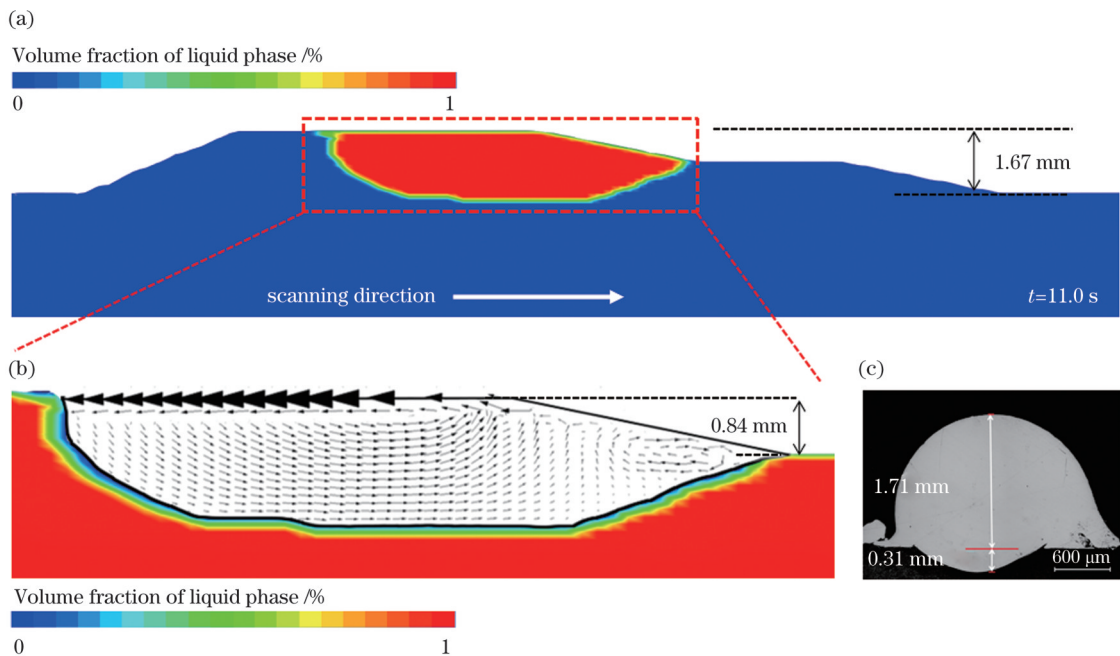 (a)
Volume fraction of liquid phase /%
0 1
1.67 mm
scanning direction
t=11.0 s
(b)
(c)
0.84 mm
1.71 mm
0.31 mm
600 μm
Volume fraction of liquid phase /%
0 1